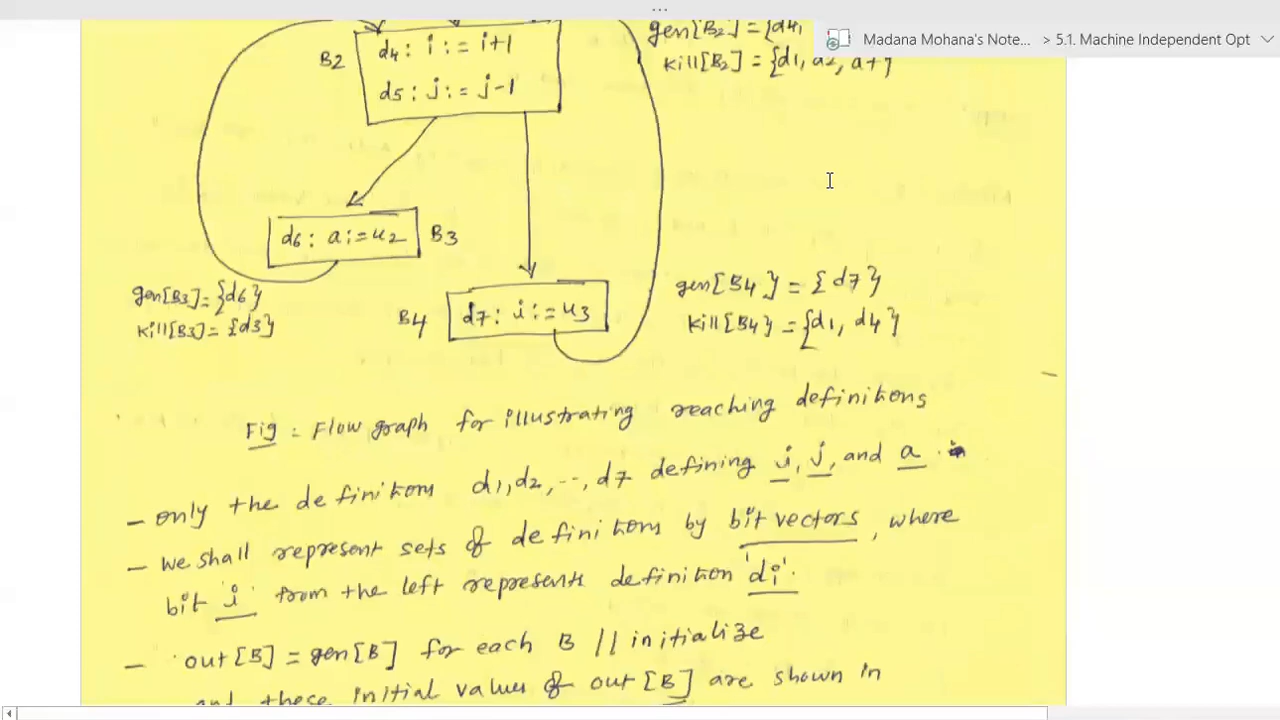 ...
gen[B2] = {d4,
Madana Mohana's Note... > 5.1. Machine Independent Opt
B2
d4: i := i+1
kill[B2] = {d1, d2, d7}
d5: j := j-1
d6: a := u2
B3
gen[B3] = {d6}
kill[B3] = {d3}
gen[B4} = {d7}
B4
d7: i := u3
kill[B4} = {d1, d4}
Fig : Flow graph for illustrating reaching definitions
- only the definitions d1, d2, ..., d7 defining i, j, and a.
- we shall represent sets of definitions by bit vectors, where
bit 'i' from the left represents definition 'di'.
- out[B] = gen[B] for each B // initialize
and these initial values of out[B] are shown in